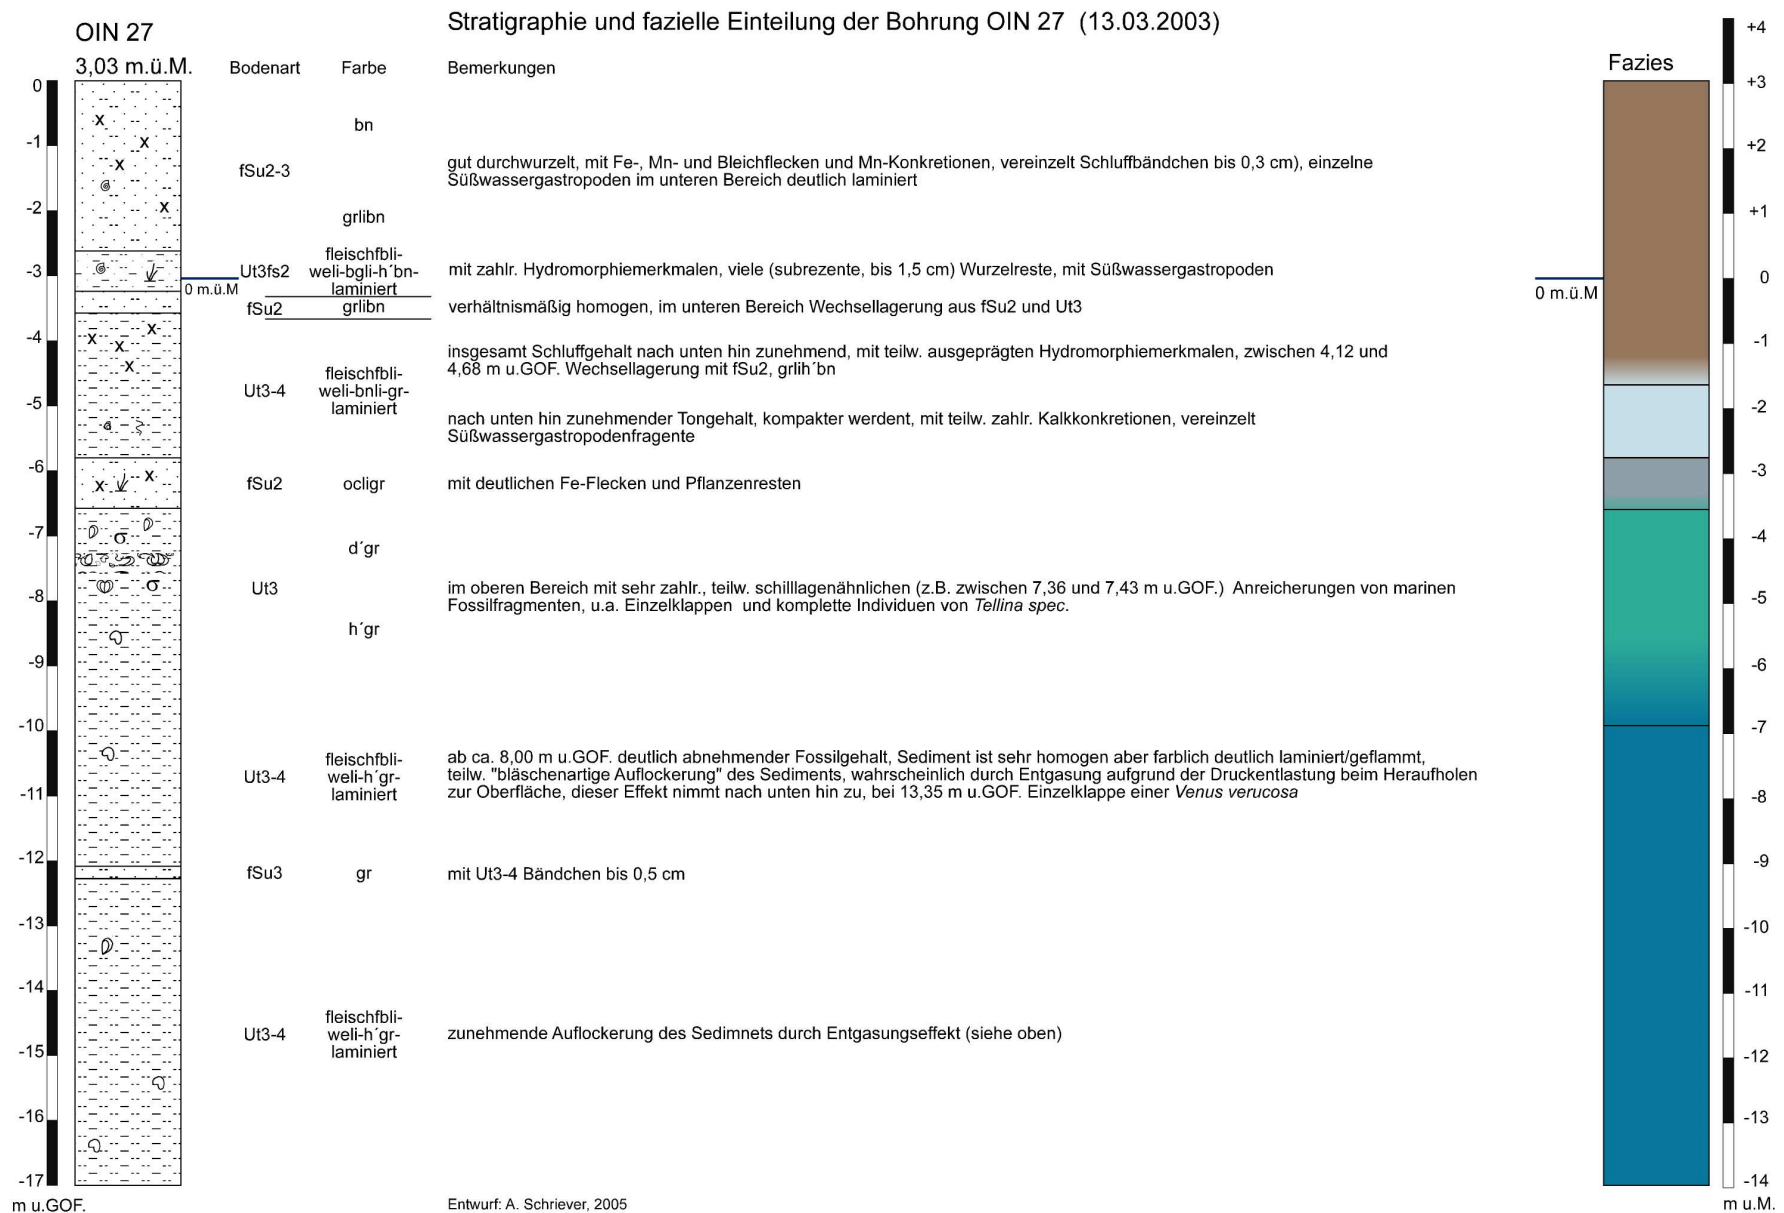 Stratigraphie und fazielle Einteilung der Bohrung OIN 27 (13.03.2003)
OIN 27
3,03 m.ü.M.
Bodenart
Farbe
Bemerkungen
Fazies
0
-1
-2
-3
-4
-5
-6
-7
-8
-9
-10
-11
-12
-13
-14
-15
-16
-17
m u.GOF.
0 m.ü.M
bn
fSu2-3
gut durchwurzelt, mit Fe-, Mn- und Bleichflecken und Mn-Konkretionen, vereinzelt Schluffbändchen bis 0,3 cm), einzelne
Süßwassergastropoden im unteren Bereich deutlich laminiert
grlibn
Ut3fs2
fleischfbli-
weli-bgli-h´bn-
laminiert
mit zahlr. Hydromorphiemerkmalen, viele (subrezente, bis 1,5 cm) Wurzelreste, mit Süßwassergastropoden
fSu2
grlibn
verhältnismäßig homogen, im unteren Bereich Wechsellagerung aus fSu2 und Ut3
insgesamt Schluffgehalt nach unten hin zunehmend, mit teilw. ausgeprägten Hydromorphiemerkmalen, zwischen 4,12 und
4,68 m u.GOF. Wechsellagerung mit fSu2, grlih´bn
Ut3-4
fleischfbli-
weli-bnli-gr-
laminiert
nach unten hin zunehmender Tongehalt, kompakter werdent, mit teilw. zahlr. Kalkkonkretionen, vereinzelt
Süßwassergastropodenfragente
fSu2
ocligr
mit deutlichen Fe-Flecken und Pflanzenresten
d´gr
Ut3
im oberen Bereich mit sehr zahlr., teilw. schilllagenähnlichen (z.B. zwischen 7,36 und 7,43 m u.GOF.) Anreicherungen von marinen
Fossilfragmenten, u.a. Einzelklappen und komplette Individuen von Tellina spec.
h´gr
Ut3-4
fleischfbli-
weli-h´gr-
laminiert
ab ca. 8,00 m u.GOF. deutlich abnehmender Fossilgehalt, Sediment ist sehr homogen aber farblich deutlich laminiert/geflammt,
teilw. "bläschenartige Auflockerung" des Sediments, wahrscheinlich durch Entgasung aufgrund der Druckentlastung beim Heraufholen
zur Oberfläche, dieser Effekt nimmt nach unten hin zu, bei 13,35 m u.GOF. Einzelklappe einer Venus verucosa
fSu3
gr
mit Ut3-4 Bändchen bis 0,5 cm
Ut3-4
fleischfbli-
weli-h´gr-
laminiert
zunehmende Auflockerung des Sedimnets durch Entgasungseffekt (siehe oben)
Entwurf: A. Schriever, 2005
0 m.ü.M
+4
+3
+2
+1
0
-1
-2
-3
-4
-5
-6
-7
-8
-9
-10
-11
-12
-13
-14
m u.M.